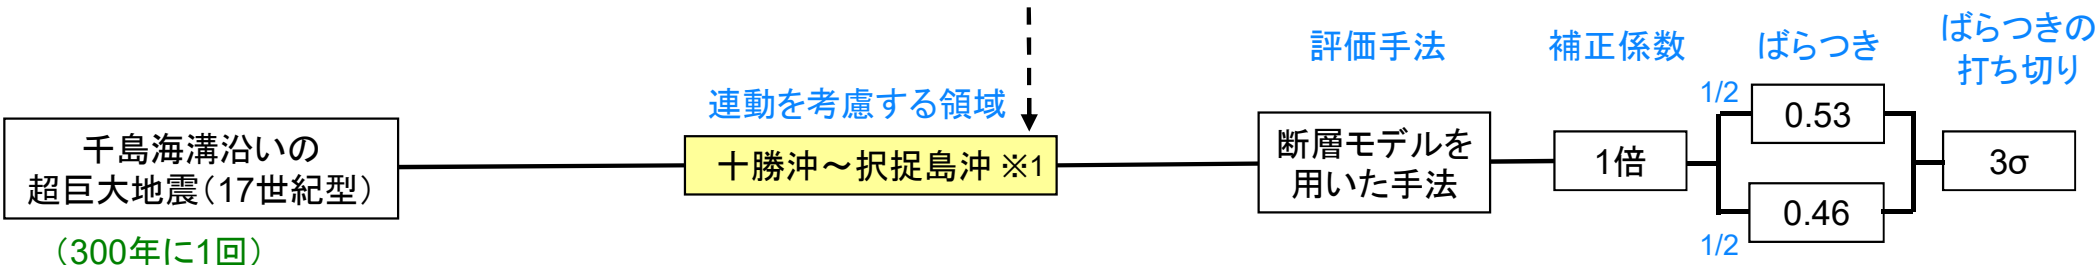 千島海溝沿いの
超巨大地震（17世紀型）
（300年に1回）
連動を考慮する領域
十勝沖～択捉島沖 ※1
評価手法
断層モデルを
用いた手法
補正係数
1倍
ばらつき
1/2
0.53
0.46
1/2
ばらつきの
打ち切り
3σ